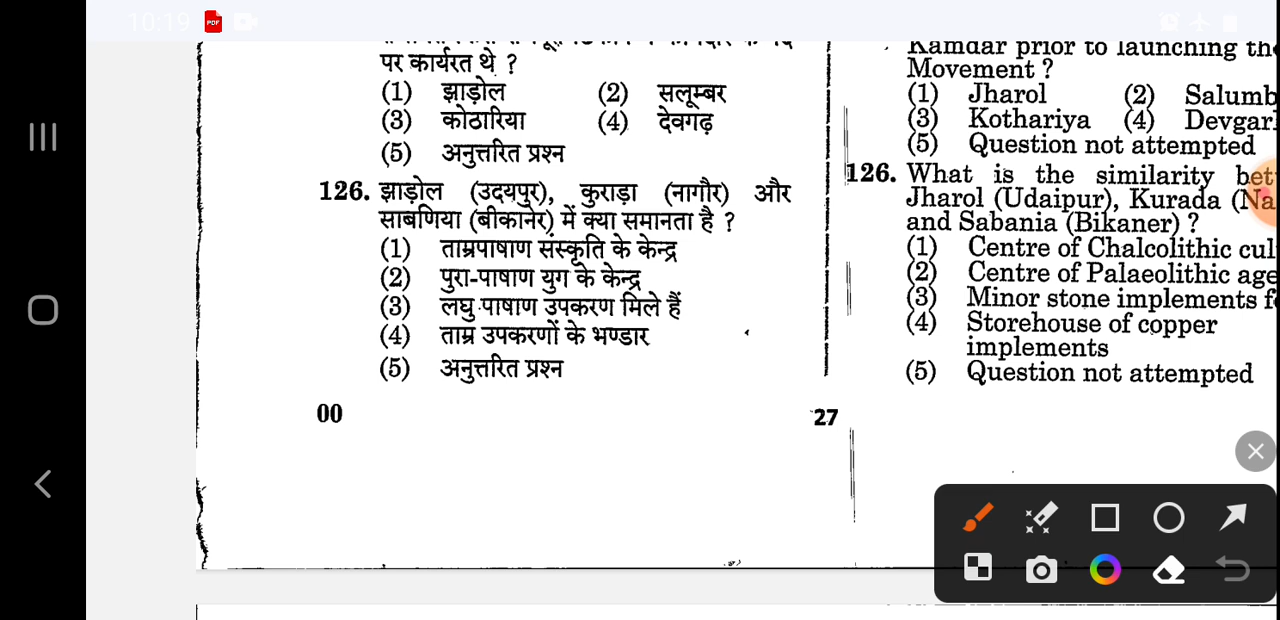 10:19
PDF
पर कार्यरत थे ?
(1) झाड़ोल (2) सलूम्बर
(3) कोठारिया (4) देवगढ़
(5) अनुत्तरित प्रश्न
126. झाड़ोल (उदयपुर), कुराड़ा (नागौर) और
साबणिया (बीकानेर) में क्या समानता है ?
(1) ताम्रपाषाण संस्कृति के केन्द्र
(2) पुरा-पाषाण युग के केन्द्र
(3) लघु पाषाण उपकरण मिले हैं
(4) ताम्र उपकरणों के भण्डार
(5) अनुत्तरित प्रश्न
00
27
Kamdar prior to launching the
Movement ?
(1) Jharol (2) Salumb
(3) Kothariya (4) Devgar
(5) Question not attempted
126. What is the similarity bet
Jharol (Udaipur), Kurada (Na
and Sabania (Bikaner) ?
(1) Centre of Chalcolithic cul
(2) Centre of Palaeolithic age
(3) Minor stone implements f
(4) Storehouse of copper
implements
(5) Question not attempted